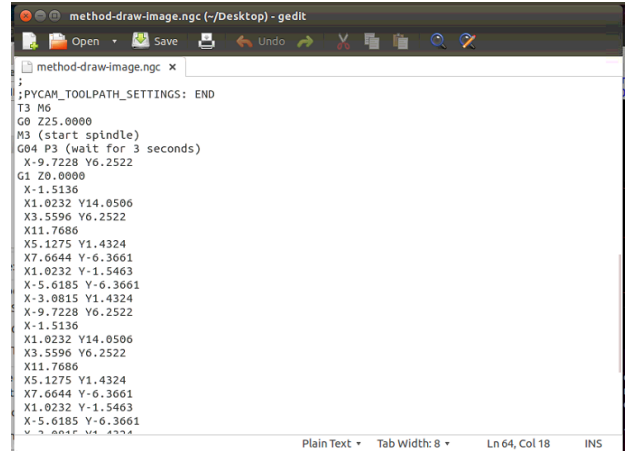 method-draw-image.ngc (~/Desktop) - gedit
Open Save Undo
method-draw-image.ngc ×
;
;PYCAM_TOOLPATH_SETTINGS: END
T3 M6
G0 Z25.0000
M3 (start spindle)
G04 P3 (wait for 3 seconds)
X-9.7228 Y6.2522
G1 Z0.0000
X-1.5136
X1.0232 Y14.0506
X3.5596 Y6.2522
X11.7686
X5.1275 Y1.4324
X7.6644 Y-6.3661
X1.0232 Y-1.5463
X-5.6185 Y-6.3661
X-3.0815 Y1.4324
X-9.7228 Y6.2522
X-1.5136
X1.0232 Y14.0506
X3.5596 Y6.2522
X11.7686
X5.1275 Y1.4324
X7.6644 Y-6.3661
X1.0232 Y-1.5463
X-5.6185 Y-6.3661
Plain Text Tab Width: 8 Ln 64, Col 18 INS